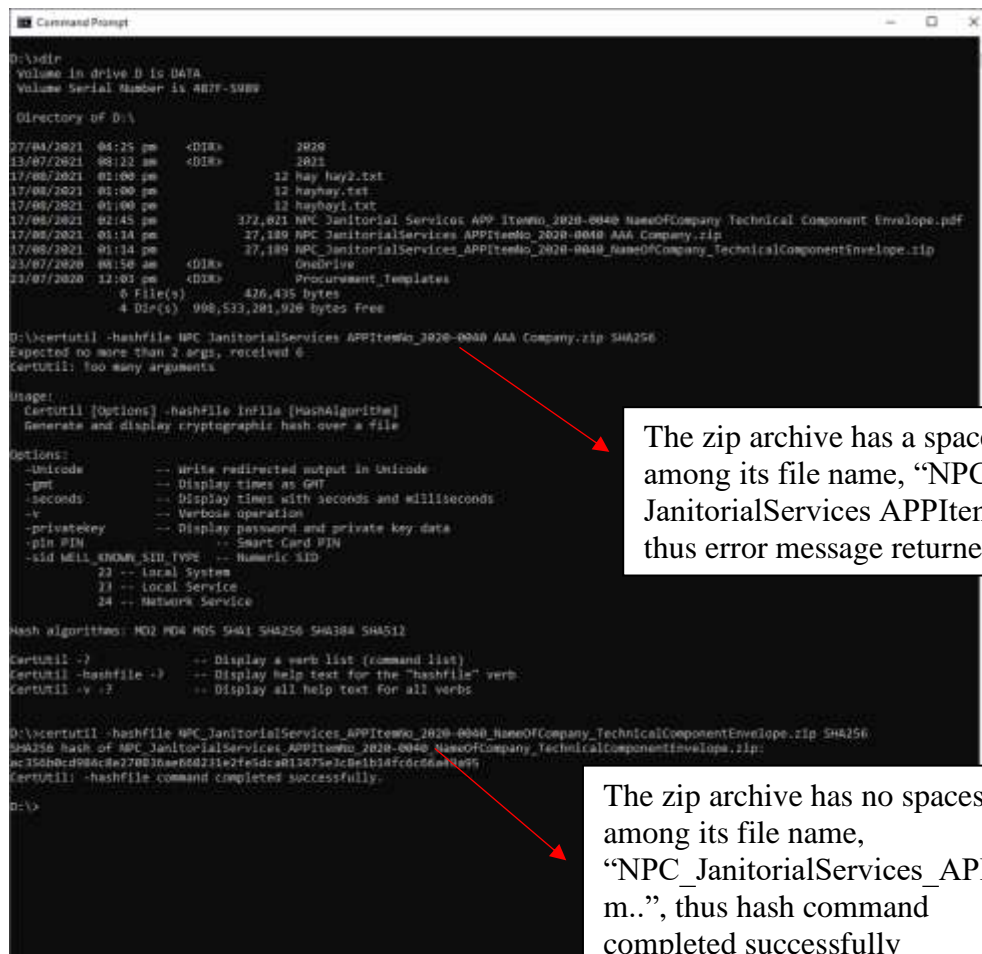 Command Prompt
D:\>dir
Volume in drive D is DATA
Volume Serial Number is
Directory of D:\
27/04/2021 04:25 pm <DIR> 2020
13/07/2021 08:22 am <DIR> 2021
17/08/2021 01:00 pm 12 hay hay2.txt
17/08/2021 01:00 pm 12 hayhay.txt
17/08/2021 01:00 pm 12 hayhay1.txt
17/08/2021 02:45 pm 372,021 NPC Janitorial Services APP ItemNo_2020-0040 NameOfCompany Technical Component Envelope.pdf
17/08/2021 01:14 pm 27,189 NPC_JanitorialServices APPItemNo_2020-0040 AAA Company.zip
17/08/2021 01:14 pm 27,189 NPC_JanitorialServices_APPItemNo_2020-0040_NameOfCompany_TechnicalComponentEnvelope.zip
23/07/2020 08:50 am <DIR> OneDrive
23/07/2020 12:03 pm <DIR> Procurement_Templates
6 File(s) 426,435 bytes
4 Dir(s) 998,533,201,920 bytes free
D:\>certutil -hashfile NPC_JanitorialServices APPItemNo_2020-0040 AAA Company.zip SHA256
Expected no more than 2 args, received 6
CertUtil: Too many arguments
Usage:
CertUtil [Options] -hashfile InFile [HashAlgorithm]
Generate and display cryptographic hash over a file
Options:
-Unicode -- Write redirected output in Unicode
-gmt -- Display times as GMT
-seconds -- Display times with seconds and milliseconds
-v -- Verbose operation
-privatekey -- Display password and private key data
-pin PIN -- Smart Card PIN
-sid WELL_KNOWN_SID_TYPE -- Numeric SID
22 -- Local System
23 -- Local Service
24 -- Network Service
Hash algorithms: MD2 MD4 MD5 SHA1 SHA256 SHA384 SHA512
CertUtil -? -- Display a verb list (command list)
CertUtil -hashfile -? -- Display help text for the "hashfile" verb
CertUtil -v -? -- Display all help text for all verbs
D:\>certutil -hashfile NPC_JanitorialServices_APPItemNo_2020-0040_NameOfCompany_TechnicalComponentEnvelope.zip SHA256
SHA256 hash of NPC_JanitorialServices_APPItemNo_2020-0040_NameOfCompany_TechnicalComponentEnvelope.zip:
CertUtil: -hashfile command completed successfully.
D:\>
The zip archive has a space
among its file name, “NPC
JanitorialServices APPItem
thus error message returne
The zip archive has no spaces
among its file name,
“NPC_JanitorialServices_API
m..”, thus hash command
completed successfully